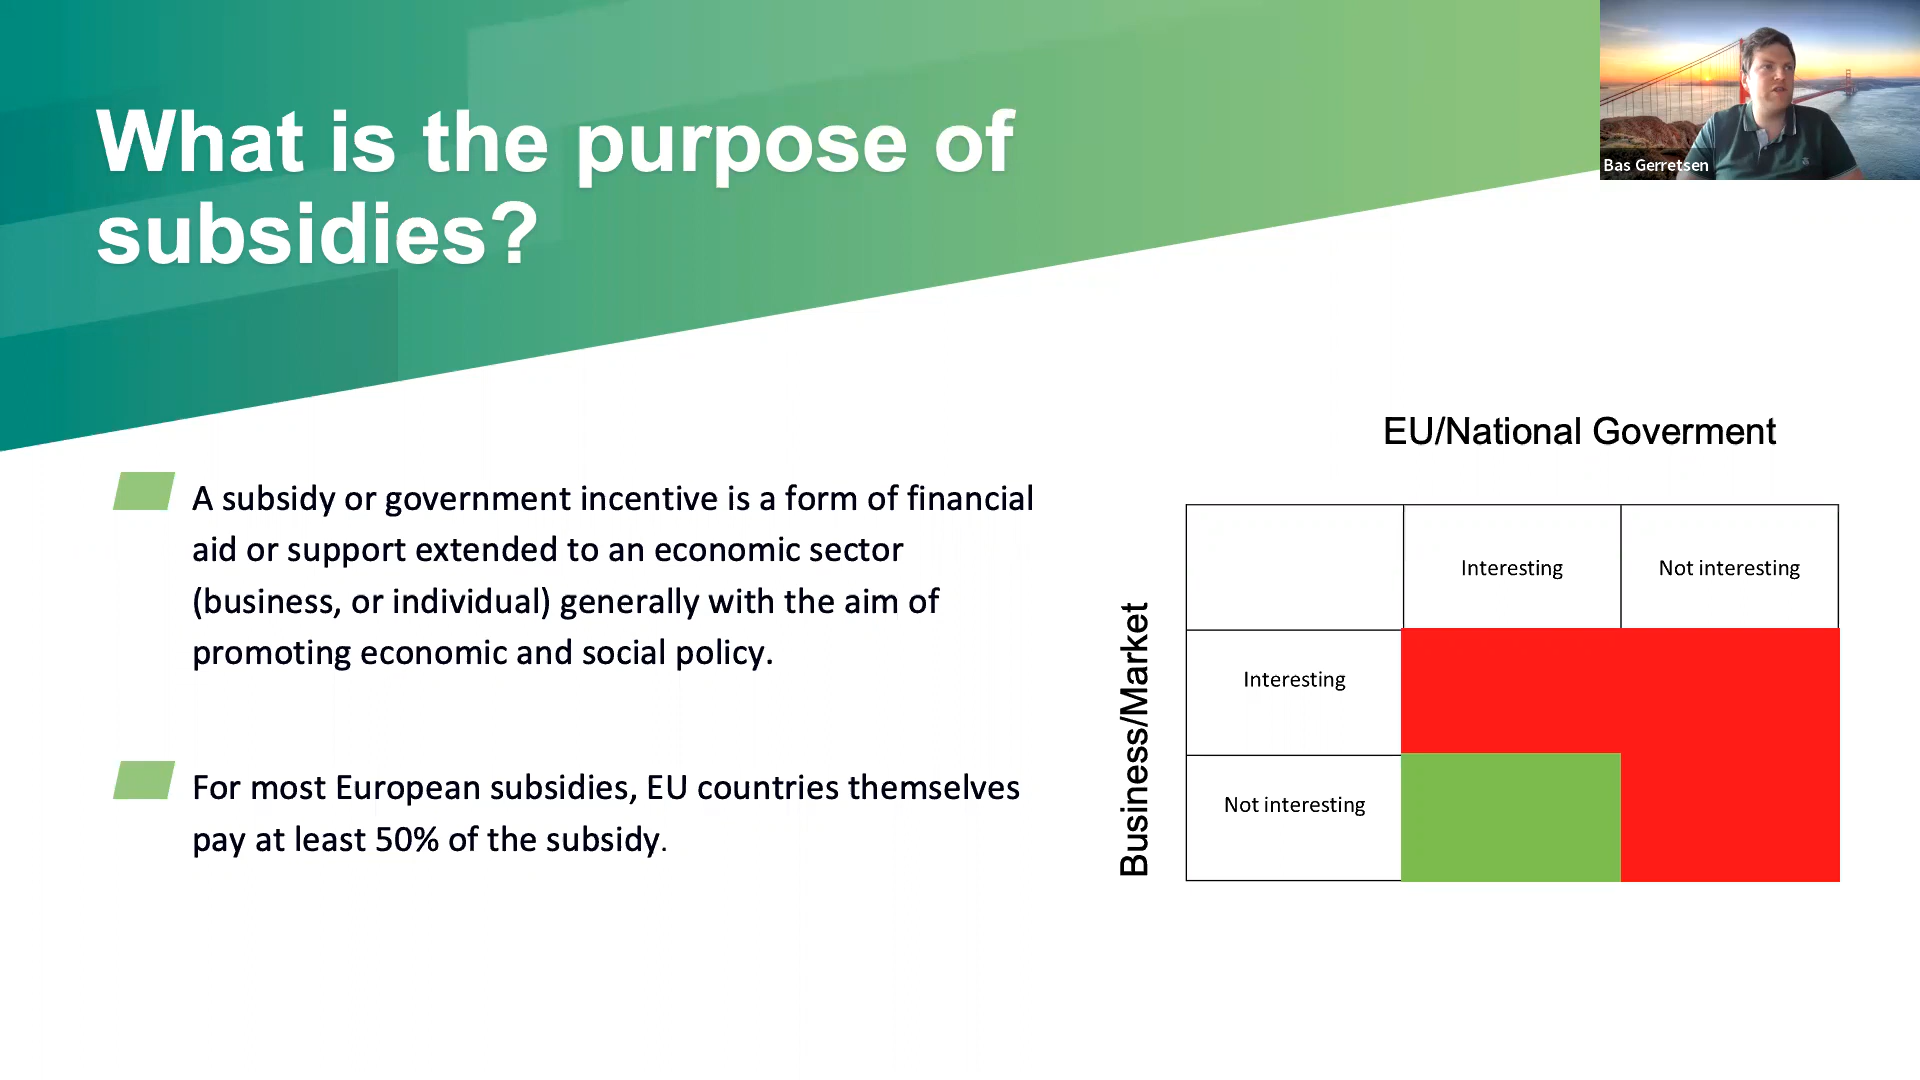 What is the purpose of
subsidies?
Bas Gerretsen
A subsidy or government incentive is a form of financial
aid or support extended to an economic sector
(business, or individual) generally with the aim of
promoting economic and social policy.
For most European subsidies, EU countries themselves
pay at least 50% of the subsidy.
EU/National Goverment
Business/Market
Interesting
Not interesting
Interesting
Not interesting